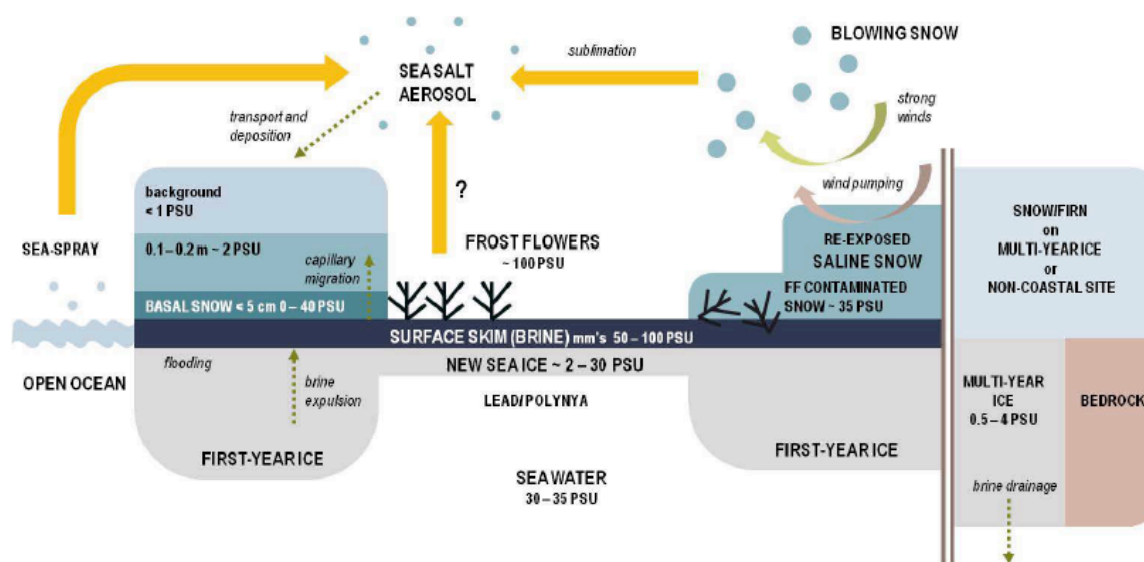 BLOWING SNOW
sublimation
SEA SALT
AEROSOL
strong
winds
transport and
deposition
?
wind pumping
background
< 1 PSU
SNOW/FIRN
on
MULTI-YEAR ICE
or
NON-COASTAL SITE
SEA-SPRAY
0.1 – 0.2 m ~ 2 PSU
capillary
migration
FROST FLOWERS
~ 100 PSU
RE-EXPOSED
SALINE SNOW
FF CONTAMINATED
SNOW ~ 35 PSU
BASAL SNOW < 5 cm 0 – 40 PSU
SURFACE SKIM (BRINE) mm's 50 – 100 PSU
OPEN OCEAN
flooding
NEW SEA ICE ~ 2 – 30 PSU
brine
expulsion
LEAD/POLYNYA
MULTI-YEAR
ICE
0.5 – 4 PSU
BEDROCK
FIRST-YEAR ICE
FIRST-YEAR ICE
SEA WATER
30 – 35 PSU
brine drainage